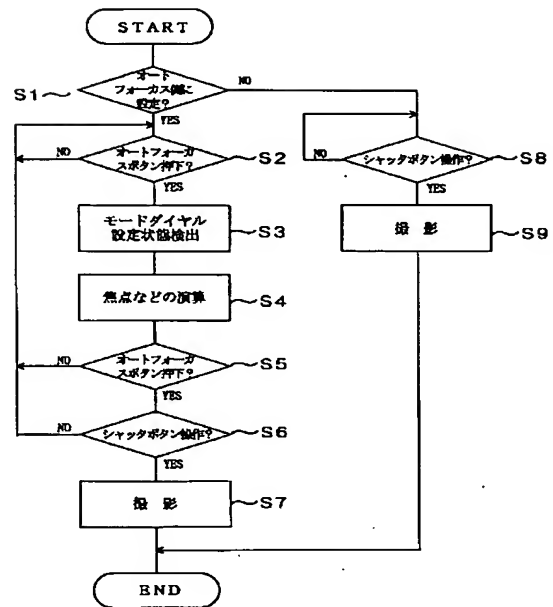 START
オート
フォーカス側に
設定?
S1
NO
YES
オートフォーカ
スボタン押下?
S2
NO
YES
モードダイヤル
設定状態検出
S3
焦点などの演算
S4
オートフォーカ
スボタン押下?
S5
NO
YES
シャッタボタン操作?
S6
NO
YES
撮 影
S7
シャッタボタン操作?
S8
NO
YES
撮 影
S9
END